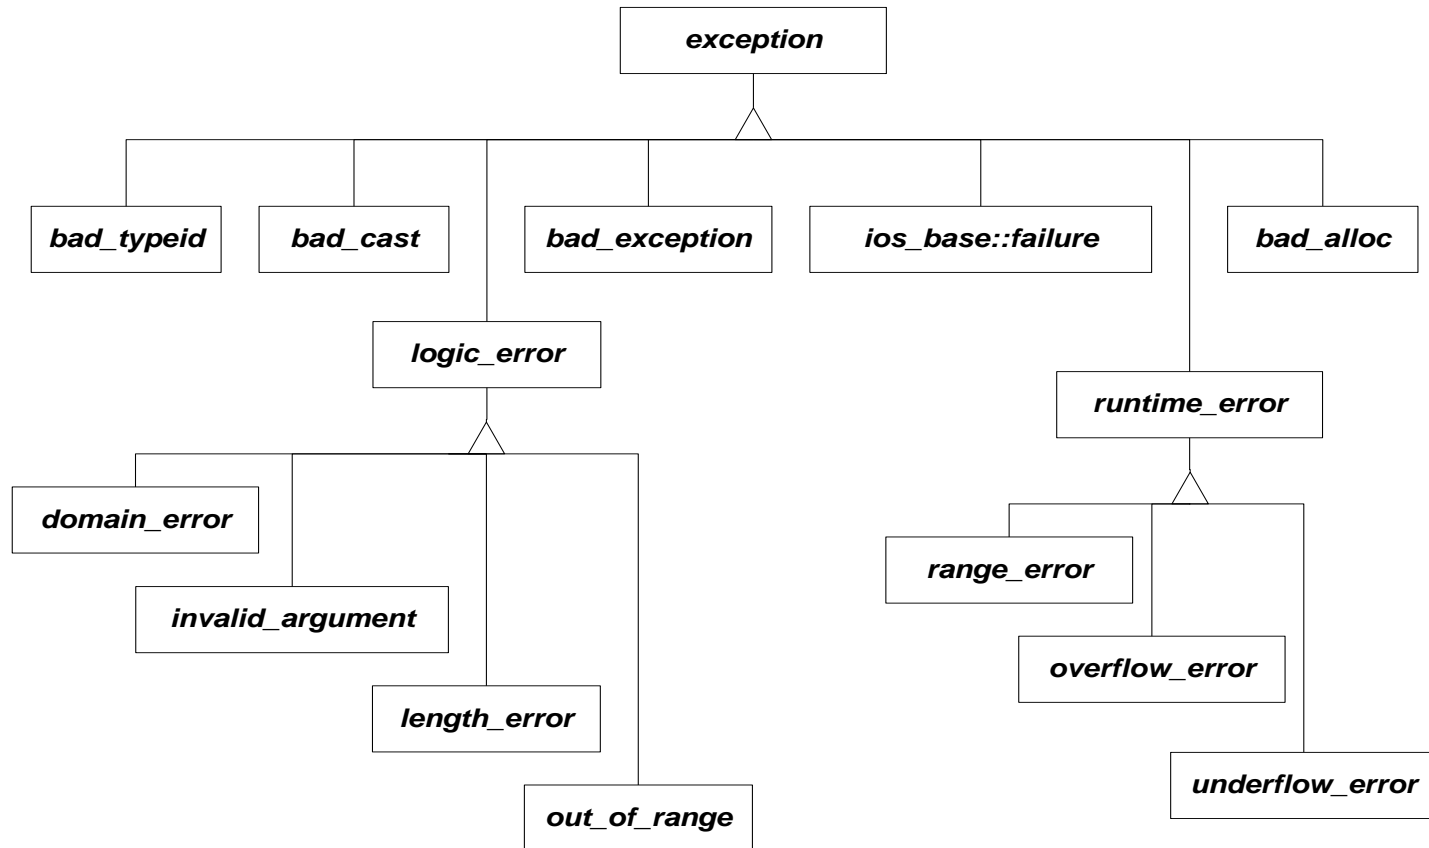 exception
bad_typeid
bad_cast
bad_exception
ios_base::failure
bad_alloc
logic_error
runtime_error
domain_error
range_error
invalid_argument
overflow_error
length_error
underflow_error
out_of_range